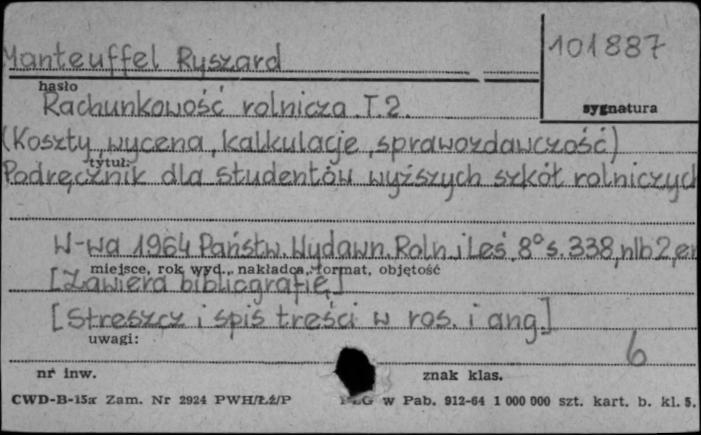 Manteuffel Ryszard
101887
hasło
Rachunkowość rolnicza. T. 2.
sygnatura
(Koszty, wycena, kalkulacje, sprawozdawczość)
tytuł:
Podręcznik dla studentów wyższych szkół rolniczych
W-wa 1964 Państw. Wydawn. Roln. i Leś. 8° s. 338, nlb 2, err
miejsce, rok wyd., nakładca, format, objętość
[Zawiera bibliografię]
[Streszcz i spis treści w ros. i ang.]
uwagi:
6
nr inw.
znak klas.
CWD-B-15a Zam. Nr 2924 PWH/Łź/P
w Pab. 912-64 1 000 000 szt. kart. b. kl. 5.